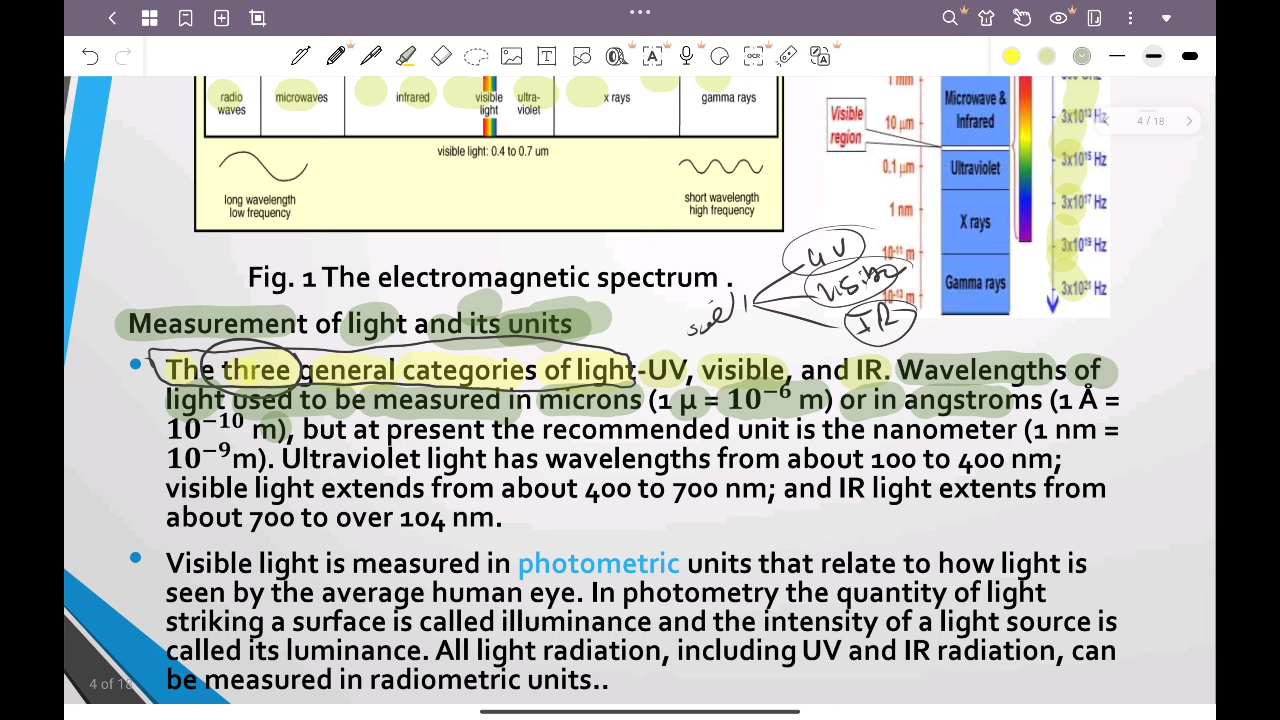 radio waves
microwaves
infrared
visible light
ultra-violet
x rays
gamma rays
visible light: 0.4 to 0.7 um
long wavelength
low frequency
short wavelength
high frequency
1 mm
Microwave & Infrared
Visible region
10 µm
3x10¹³ Hz
4 / 18
0.1 µm
Ultraviolet
3x10¹⁵ Hz
1 nm
X rays
3x10¹⁷ Hz
10⁻¹¹ m
3x10¹⁹ Hz
Gamma rays
3x10²¹ Hz
UV
IR
Fig. 1 The electromagnetic spectrum .
Measurement of light and its units
• The three general categories of light-UV, visible, and IR. Wavelengths of
light used to be measured in microns (1 µ = 10⁻⁶ m) or in angstroms (1 Å =
10⁻¹⁰ m), but at present the recommended unit is the nanometer (1 nm =
10⁻⁹m). Ultraviolet light has wavelengths from about 100 to 400 nm;
visible light extends from about 400 to 700 nm; and IR light extents from
about 700 to over 104 nm.
• Visible light is measured in photometric units that relate to how light is
seen by the average human eye. In photometry the quantity of light
striking a surface is called illuminance and the intensity of a light source is
called its luminance. All light radiation, including UV and IR radiation, can
be measured in radiometric units..
4 of 18